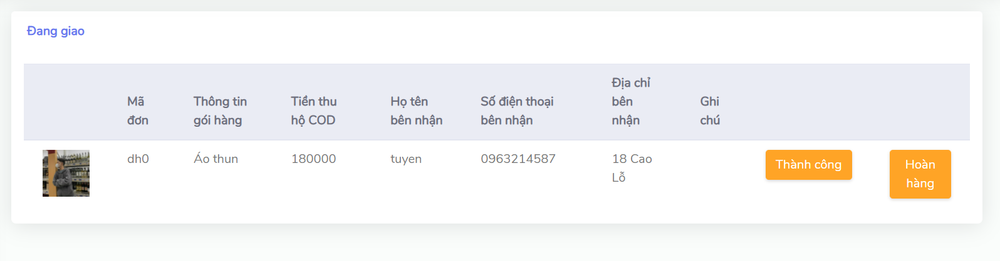 Đang giao
Mã đơn
Thông tin gói hàng
Tiền thu hộ COD
Họ tên bên nhận
Số điện thoại bên nhận
Địa chỉ bên nhận
Ghi chú
dh0
Áo thun
180000
tuyen
0963214587
18 Cao Lỗ
Thành công
Hoàn hàng